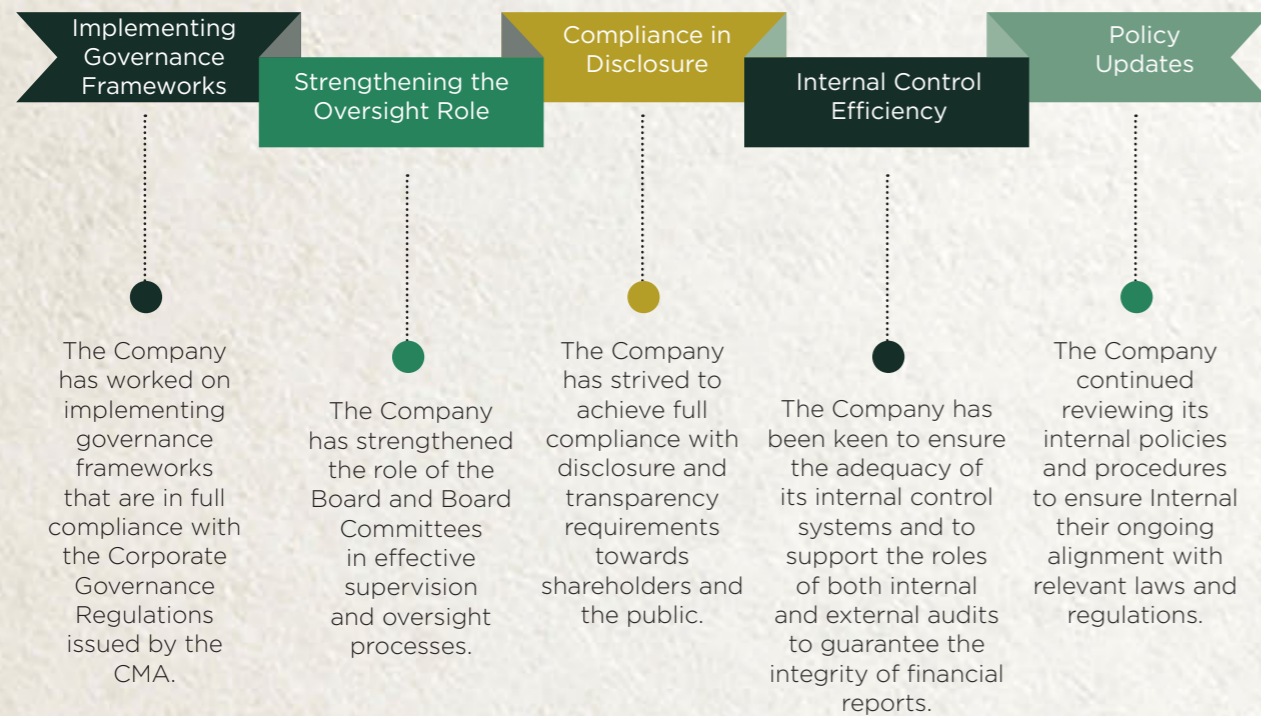 Implementing
Governance
Frameworks
The Company
has worked on
implementing
governance
frameworks
that are in full
compliance with
the Corporate
Governance
Regulations
issued by the
CMA.
Strengthening the
Oversight Role
The Company
has strengthened
the role of the
Board and Board
Committees
in effective
supervision
and oversight
processes.
Compliance in
Disclosure
The Company
has strived to
achieve full
compliance with
disclosure and
transparency
requirements
towards
shareholders and
the public.
Internal Control
Efficiency
The Company has
been keen to ensure
the adequacy of
its internal control
systems and to
support the roles
of both internal
and external audits
to guarantee the
integrity of financial
reports.
Policy
Updates
The Company
continued
reviewing its
internal policies
and procedures
to ensure Internal
their ongoing
alignment with
relevant laws and
regulations.